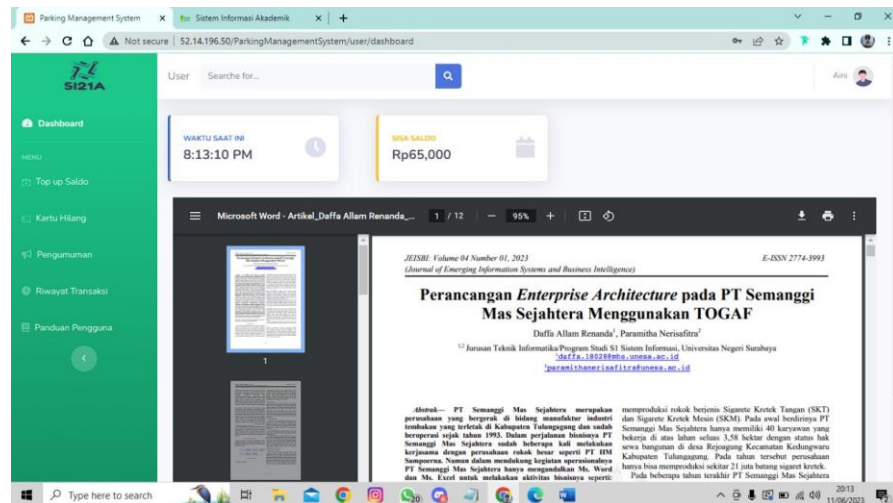 Parking Management System
Sistem Informasi Akademik
Not secure | 52.14.196.50/ParkingManagementSystem/user/dashboard
SI21A
User
Searche for...
Aini
Dashboard
WAKTU SAAT INI
8:13:10 PM
SISA SALDO
Rp65,000
MENU
Top up Saldo
Kartu Hilang
Pengumuman
Riwayat Transaksi
Panduan Pengguna
Microsoft Word - Artikel_Daffa Allam Renanda_...
1 / 12
95%
1
JEISBI: Volume 04 Number 01, 2023
E-ISSN 2774-3993
(Journal of Emerging Information Systems and Business Intelligence)
Perancangan Enterprise Architecture pada PT Semanggi
Mas Sejahtera Menggunakan TOGAF
Daffa Allam Renanda1, Paramitha Nerisafitra2
1,2 Jurusan Teknik Informatika/Program Studi S1 Sistem Informasi, Universitas Negeri Surabaya
1daffa.18028@mhs.unesa.ac.id
2paramithanerisafitra@unesa.ac.id
Abstrak— PT Semanggi Mas Sejahtera merupakan
perusahaan yang bergerak di bidang manufaktur industri
tembakau yang terletak di Kabupaten Tulungagung dan sudah
beroperasi sejak tahun 1993. Dalam perjalanan bisnisnya PT
Semanggi Mas Sejahtera sudah beberapa kali melakukan
kerjasama dengan perusahaan rokok besar seperti PT HM
Sampoerna. Namun dalam mendukung kegiatan operasionalnya
PT Semanggi Mas Sejahtera hanya mengandalkan Ms. Word
dan Ms. Excel untuk melakukan aktivitas bisnisnya seperti:
memproduksi rokok berjenis Sigarete Kretek Tangan (SKT)
dan Sigarete Kretek Mesin (SKM). Pada awal berdirinya PT
Semanggi Mas Sejahtera hanya memiliki 40 karyawan yang
bekerja di atas lahan seluas 3,58 hektar dengan status hak
sewa bangunan di desa Rejoagung Kecamatan Kedungwaru
Kabupaten Tulungagung. Pada tahun tersebut perusahaan
hanya bisa memproduksi sekitar 21 juta batang sigaret kretek.
Pada beberapa tahun terakhir PT Semanggi Mas Sejahtera
Type here to search
20:13
11/06/2023